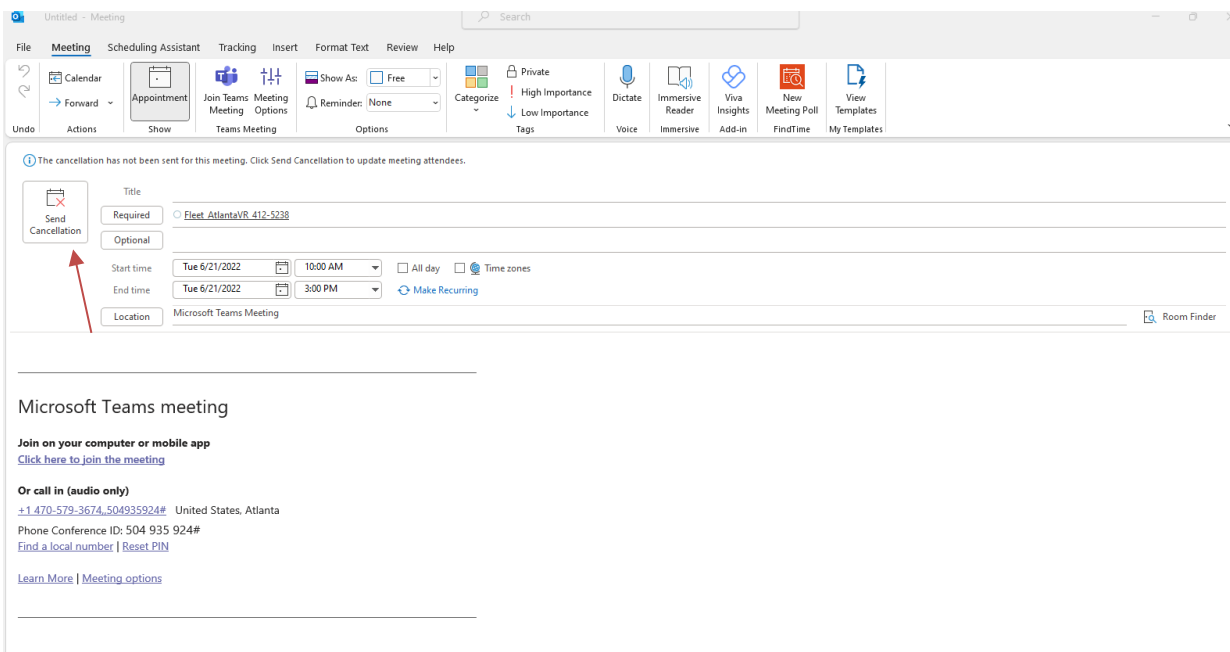 Untitled - Meeting
Search
File Meeting Scheduling Assistant Tracking Insert Format Text Review Help
Calendar
Forward
Appointment
Join Teams Meeting
Meeting Options
Show As: Free
Reminder: None
Categorize
Private
High Importance
Low Importance
Dictate
Immersive Reader
Viva Insights
New Meeting Poll
View Templates
Undo Actions Show Teams Meeting Options Tags Voice Immersive Add-in FindTime My Templates
The cancellation has not been sent for this meeting. Click Send Cancellation to update meeting attendees.
Send Cancellation
Title
Required Fleet_AtlantaVR_412-5238
Optional
Start time Tue 6/21/2022 10:00 AM All day Time zones
End time Tue 6/21/2022 3:00 PM Make Recurring
Location Microsoft Teams Meeting Room Finder
Microsoft Teams meeting
Join on your computer or mobile app
Click here to join the meeting
Or call in (audio only)
+1 470-579-3674,,504935924# United States, Atlanta
Phone Conference ID: 504 935 924#
Find a local number | Reset PIN
Learn More | Meeting options